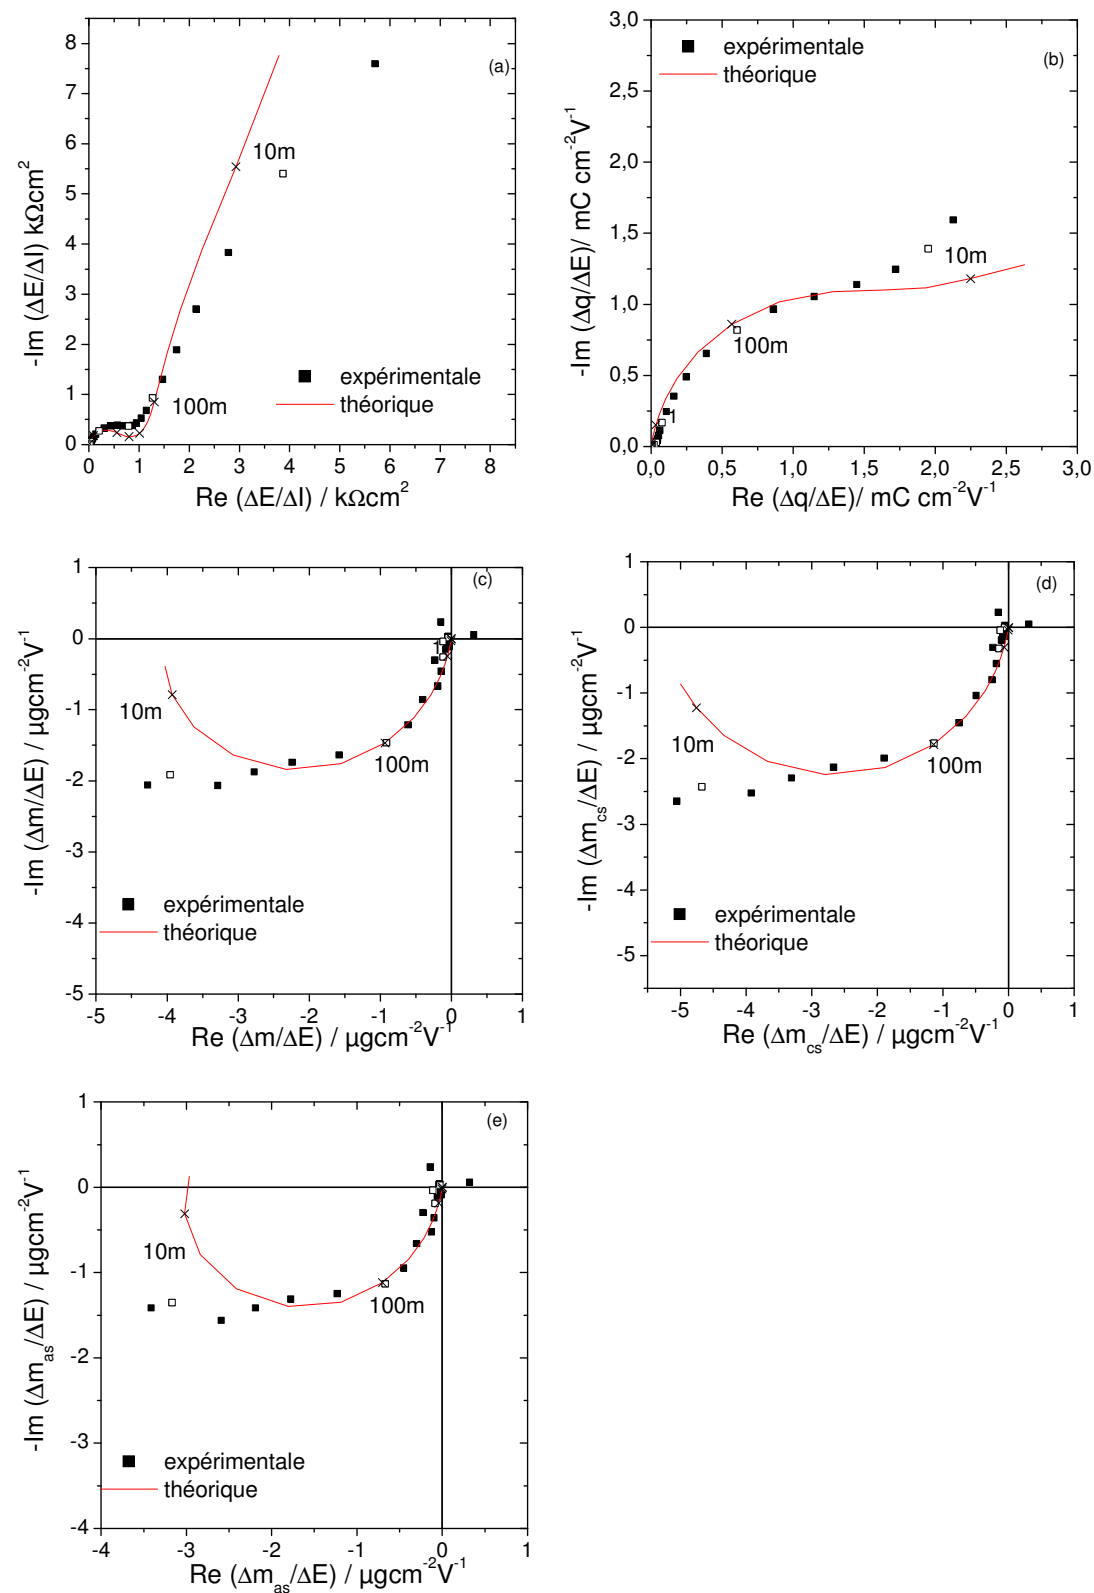 (a)
8
7
6
5
4
3
2
1
0
-Im (ΔE/ΔI) kΩcm²
10m
100m
expérimentale
théorique
0 1 2 3 4 5 6 7 8
Re (ΔE/ΔI) / kΩcm²
(b)
3,0
2,5
2,0
1,5
1,0
0,5
0,0
-Im (Δq/ΔE)/ mC cm⁻²V⁻¹
expérimentale
théorique
10m
100m
1
0,0 0,5 1,0 1,5 2,0 2,5 3,0
Re (Δq/ΔE)/ mC cm⁻²V⁻¹
(c)
1
0
-1
-2
-3
-4
-5
-Im (Δm/ΔE) / µgcm⁻²V⁻¹
1
10m
100m
expérimentale
théorique
-5 -4 -3 -2 -1 0 1
Re (Δm/ΔE) / µgcm⁻²V⁻¹
(d)
1
0
-1
-2
-3
-4
-5
-Im (Δm_cs/ΔE) / µgcm⁻²V⁻¹
10m
100m
expérimentale
théorique
-5 -4 -3 -2 -1 0 1
Re (Δm_cs/ΔE) / µgcm⁻²V⁻¹
(e)
1
0
-1
-2
-3
-4
-Im (Δm_as/ΔE) / µgcm⁻²V⁻¹
10m
100m
expérimentale
théorique
-4 -3 -2 -1 0 1
Re (Δm_as/ΔE) / µgcm⁻²V⁻¹